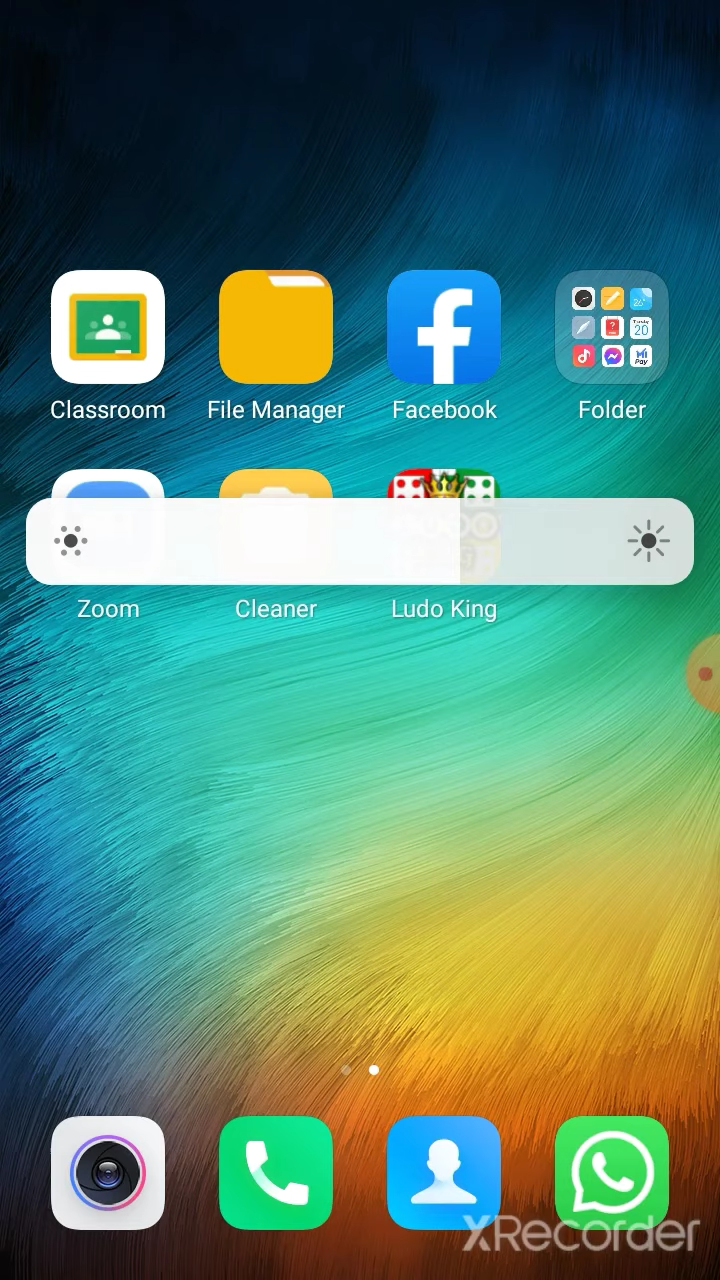 Classroom
File Manager
Facebook
Folder
Zoom
Cleaner
Ludo King
XRecorder